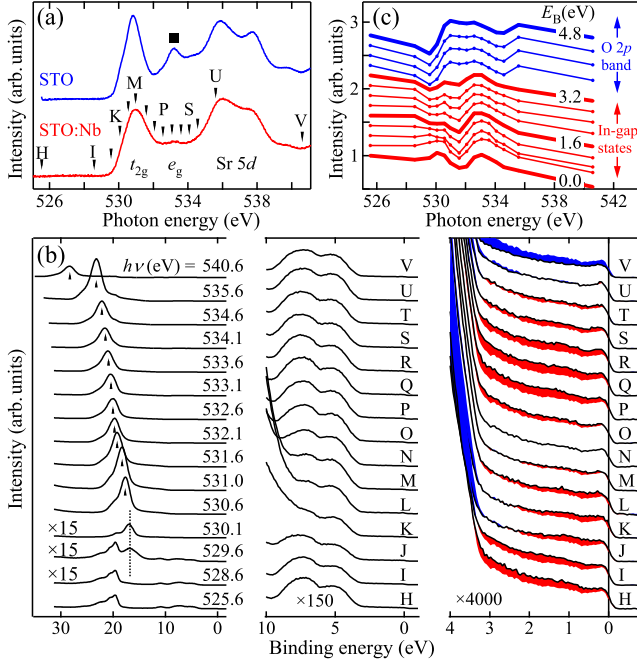 (a)
STO
STO:Nb
H
I
K
M
P
S
U
V
t2g
eg
Sr 5d
526
530
534
538
Photon energy (eV)
Intensity (arb. units)
(c)
EB(eV)
4.8
3.2
1.6
0.0
O 2p
band
In-gap
states
3
2
1
526
530
534
538
542
Photon energy (eV)
Intensity (arb. units)
(b)
hν(eV) = 540.6
535.6
534.6
534.1
533.6
533.1
532.6
532.1
531.6
531.0
530.6
×15 530.1
×15 529.6
×15 528.6
525.6
30
20
10
0
Intensity (arb. units)
V
U
T
S
R
Q
P
O
N
M
L
K
J
I
H
×150
10
5
0
V
U
T
S
R
Q
P
O
N
M
L
K
J
I
H
×4000
4
3
2
1
0
Binding energy (eV)